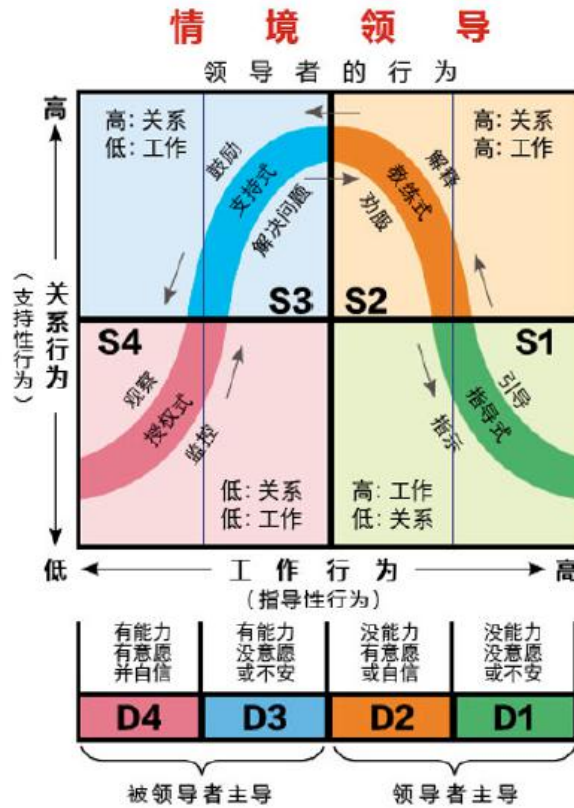 情境领导
领导者的行为
高
高：关系
低：工作
高：关系
高：工作
鼓励
支持式
解决问题
解释
教练式
劝服
S3
S2
关系行为
（支持性行为）
S4
S1
观察
授权式
监控
引导
指导式
指示
低：关系
低：工作
高：工作
低：关系
低
工作行为
高
（指导性行为）
有能力
有意愿
并自信
有能力
没意愿
或不安
没能力
有意愿
或自信
没能力
没意愿
或不安
D4
D3
D2
D1
被领导者主导
领导者主导